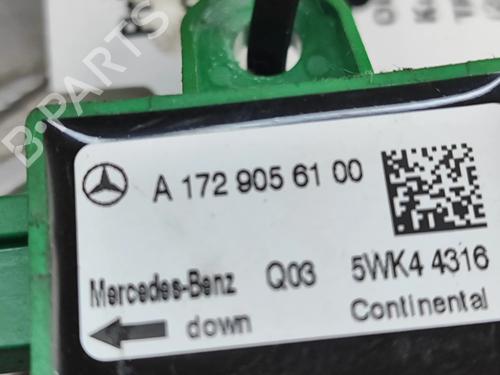 A 172 905 61 00
Mercedes-Benz Q03 5WK4 4316
down Continental
B-PARTS